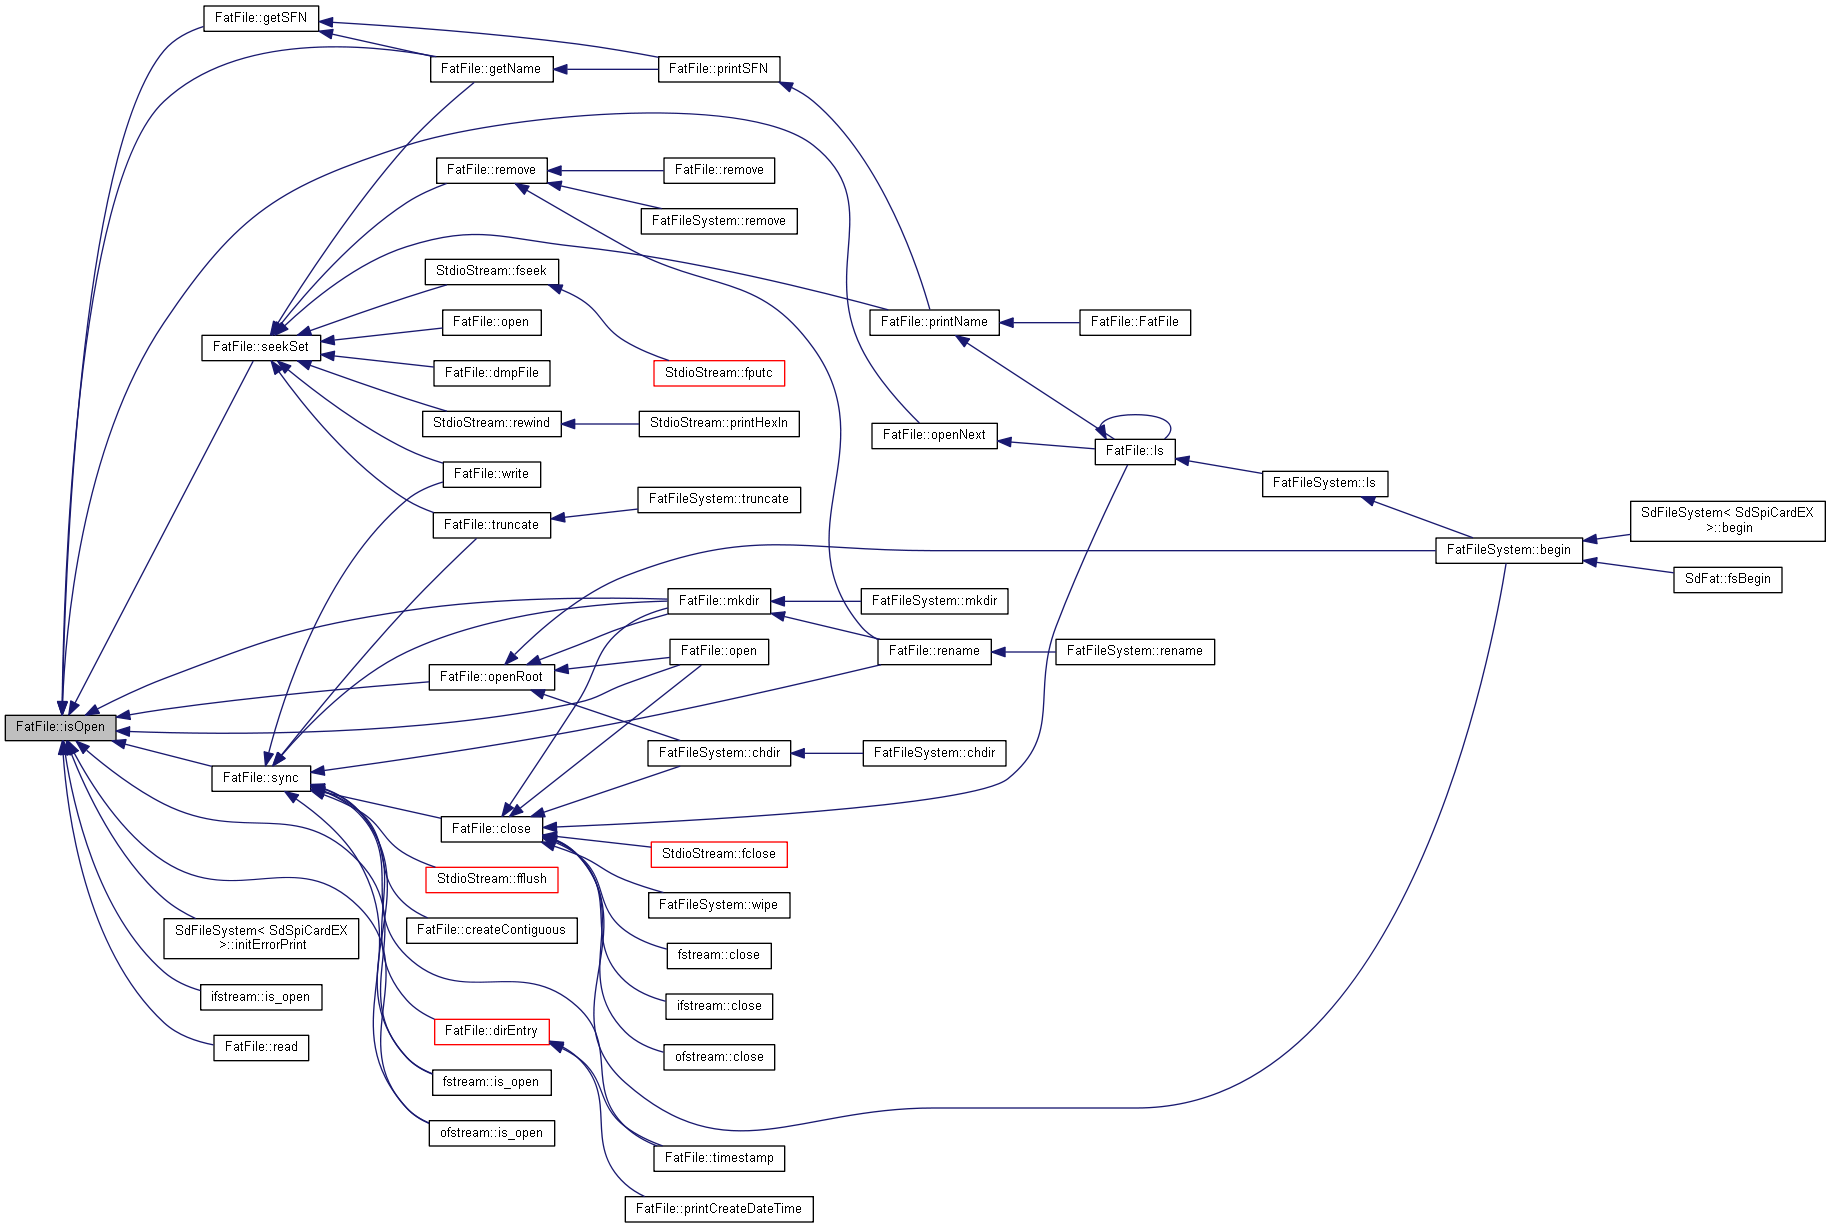 FatFile::getSFN
FatFile::getName
FatFile::printSFN
FatFile::remove
FatFile::remove
FatFileSystem::remove
StdioStream::fseek
FatFile::open
FatFile::printName
FatFile::FatFile
FatFile::seekSet
FatFile::dmpFile
StdioStream::fputc
StdioStream::rewind
StdioStream::printHexln
FatFile::openNext
FatFile::ls
FatFile::write
FatFileSystem::ls
FatFileSystem::truncate
FatFile::truncate
SdFileSystem< SdSpiCardEX
>::begin
FatFileSystem::begin
SdFat::fsBegin
FatFile::mkdir
FatFileSystem::mkdir
FatFile::open
FatFile::rename
FatFileSystem::rename
FatFile::openRoot
FatFile::isOpen
FatFileSystem::chdir
FatFileSystem::chdir
FatFile::sync
FatFile::close
StdioStream::fclose
StdioStream::fflush
FatFileSystem::wipe
FatFile::createContiguous
SdFileSystem< SdSpiCardEX
>::initErrorPrint
fstream::close
ifstream::is_open
ifstream::close
FatFile::dirEntry
FatFile::read
ofstream::close
fstream::is_open
ofstream::is_open
FatFile::timestamp
FatFile::printCreateDateTime